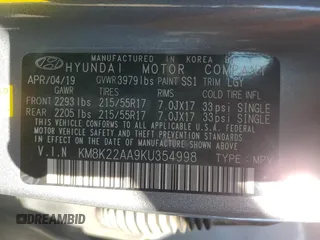 MANUFACTURED IN KOREA BY
HYUNDAI MOTOR COMPANY
APR/04/19 GVWR 3979lbs PAINT SS1 TRIM LGY
GAWR TIRES RIMS COLD TIRE INFL
FRONT 2293lbs 215/55R17 7.0JX17 33psi SINGLE
REAR 2205lbs 215/55R17 7.0JX17 33psi SINGLE
THIS VEHICLE CONFORMS TO ALL APPLICABLE
FEDERAL MOTOR VEHICLE SAFETY BUMPER, AND
THEFT PREVENTION STANDARDS IN EFFECT ON
THE DATE OF MANUFACTURE SHOWN ABOVE.
V.I.N KM8K22AA9KU354998 TYPE: MPV
DREAMBID